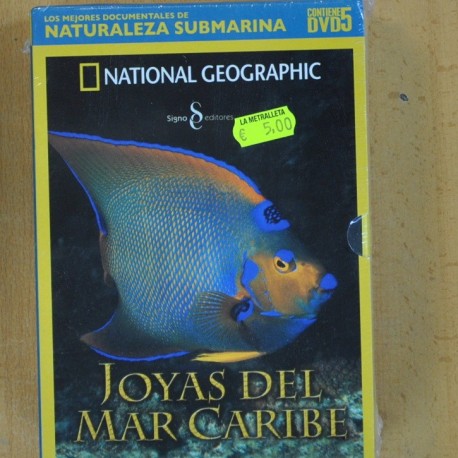 LOS MEJORES DOCUMENTALES DE
NATURALEZA SUBMARINA
CONTIENE
DVD5
NATIONAL GEOGRAPHIC
Signo editores
LA METRALLETA
€ 5,00
JOYAS DEL
MAR CARIBE